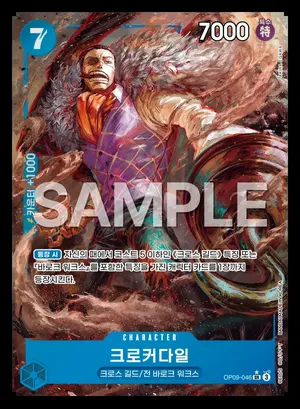 7
7000
특수
特
카운터 +1000
SAMPLE
등장 시 자신의 패에서 코스트 5 이하인 《크로스 길드》 특징 또는
『바로크 워크스』를 포함한 특징을 가진 캐릭터 카드를 1장까지
등장시킨다.
CHARACTER
크로커다일
크로스 길드/전 바로크 워크스
OP09-046 SR 3